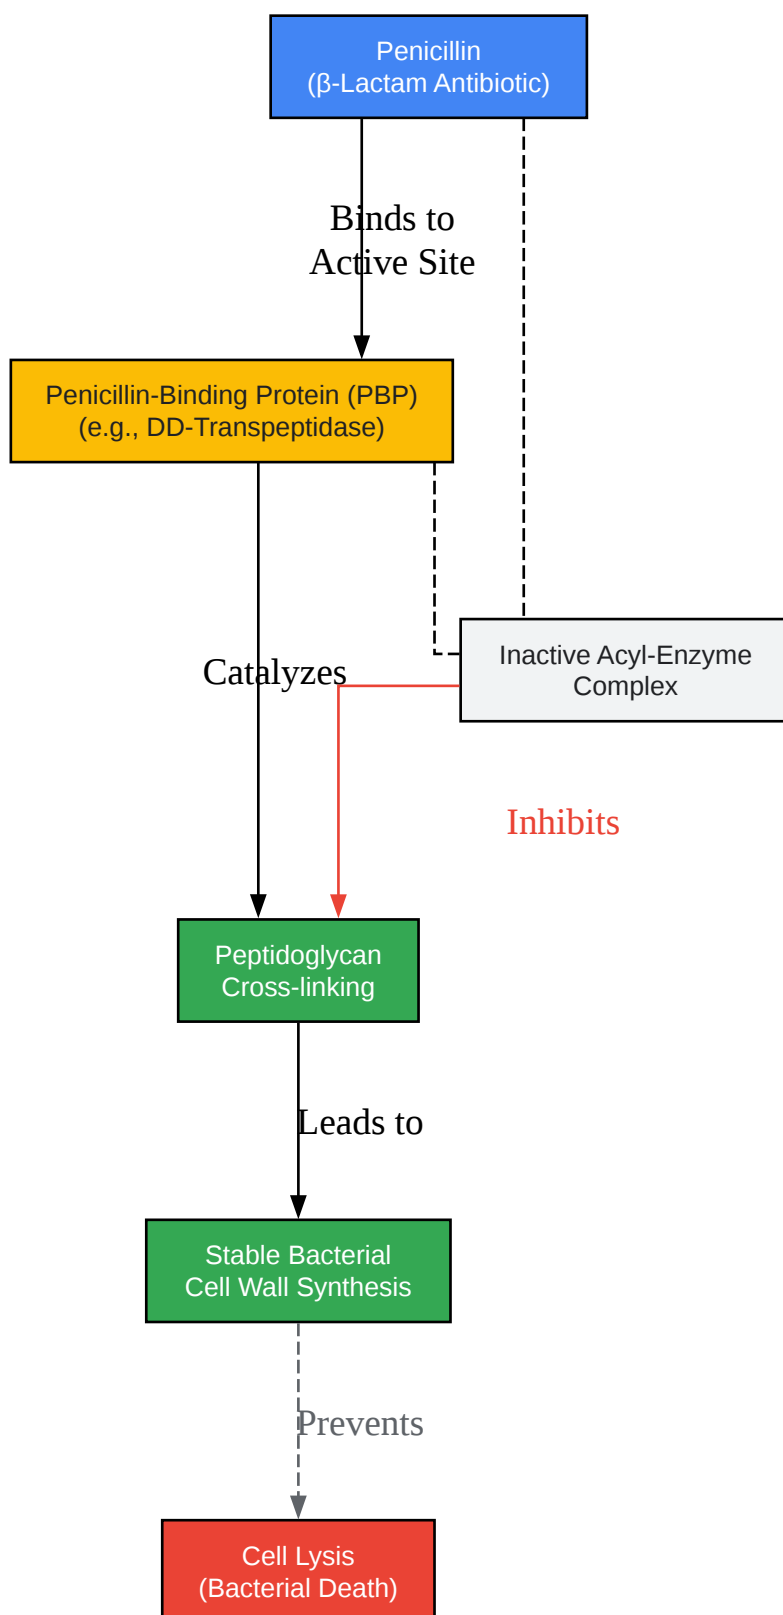 Penicillin
(β-Lactam Antibiotic)
Binds to
Active Site
Penicillin-Binding Protein (PBP)
(e.g., DD-Transpeptidase)
Inactive Acyl-Enzyme
Complex
Catalyzes
Inhibits
Peptidoglycan
Cross-linking
Leads to
Stable Bacterial
Cell Wall Synthesis
Prevents
Cell Lysis
(Bacterial Death)